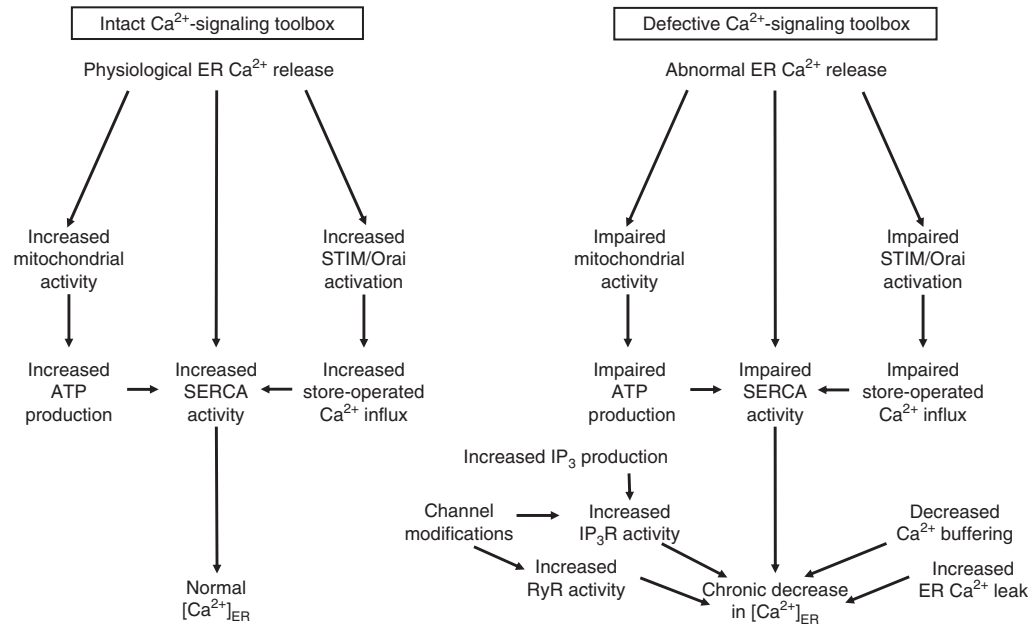 Intact Ca²⁺-signaling toolbox
Physiological ER Ca²⁺ release
Increased
mitochondrial
activity
Increased
STIM/Orai
activation
Increased
ATP
production
Increased
SERCA
activity
Increased
store-operated
Ca²⁺ influx
Normal
[Ca²⁺]ER
Defective Ca²⁺-signaling toolbox
Abnormal ER Ca²⁺ release
Impaired
mitochondrial
activity
Impaired
STIM/Orai
activation
Impaired
ATP
production
Impaired
SERCA
activity
Impaired
store-operated
Ca²⁺ influx
Increased IP₃ production
Channel
modifications
Increased
IP₃R activity
Increased
RyR activity
Decreased
Ca²⁺ buffering
Increased
ER Ca²⁺ leak
Chronic decrease
in [Ca²⁺]ER